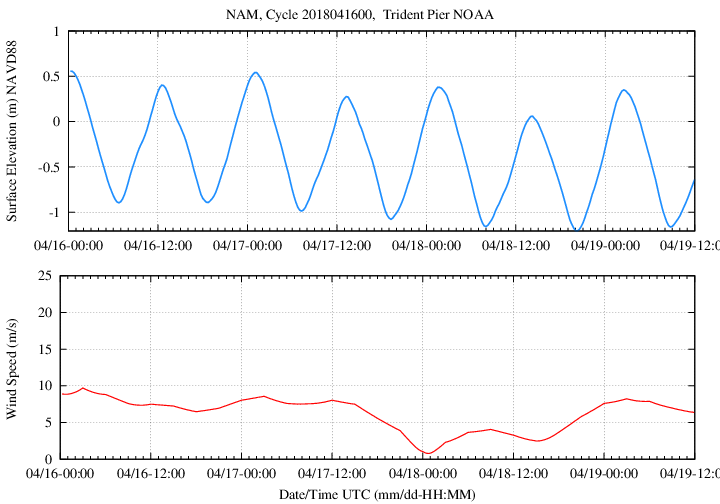 NAM, Cycle 2018041600,  Trident Pier NOAA
Surface Elevation (m) NAVD88
1
0.5
0
-0.5
-1
04/16-00:00 04/16-12:00 04/17-00:00 04/17-12:00 04/18-00:00 04/18-12:00 04/19-00:00 04/19-12:0
Wind Speed (m/s)
25
20
15
10
5
0
04/16-00:00 04/16-12:00 04/17-00:00 04/17-12:00 04/18-00:00 04/18-12:00 04/19-00:00 04/19-12:0
Date/Time UTC (mm/dd-HH:MM)